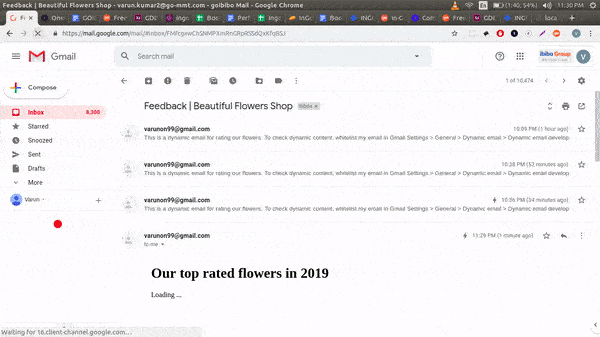 Feedback | Beautiful Flowers Shop - varun.kumar2@go-mmt.com - goibibo Mail - Google Chrome
En
(1:40, 54%)
11:30 PM
https://mail.google.com/mail/#inbox/
Gmail
Search mail
ibibo Group
V
Compose
1 of 10,474
Inbox 8,300
Starred
Snoozed
Sent
Drafts
More
Varun
Feedback | Beautiful Flowers Shop
Inbox x
varunon99@gmail.com 10:09 PM (1 hour ago)
This is a dynamic email for rating our flowers. To check dynamic content, whitelist my email in Gmail Settings > General > Dynamic email > Dynamic email develop
varunon99@gmail.com 10:38 PM (52 minutes ago)
This is a dynamic email for rating our flowers. To check dynamic content, whitelist my email in Gmail Settings > General > Dynamic email > Dynamic email develop
varunon99@gmail.com 10:56 PM (34 minutes ago)
This is a dynamic email for rating our flowers. To check dynamic content, whitelist my email in Gmail Settings > General > Dynamic email > Dynamic email develop
varunon99@gmail.com 11:29 PM (1 minute ago)
to me
Our top rated flowers in 2019
Loading ...
Waiting for 16.client-channel.google.com...